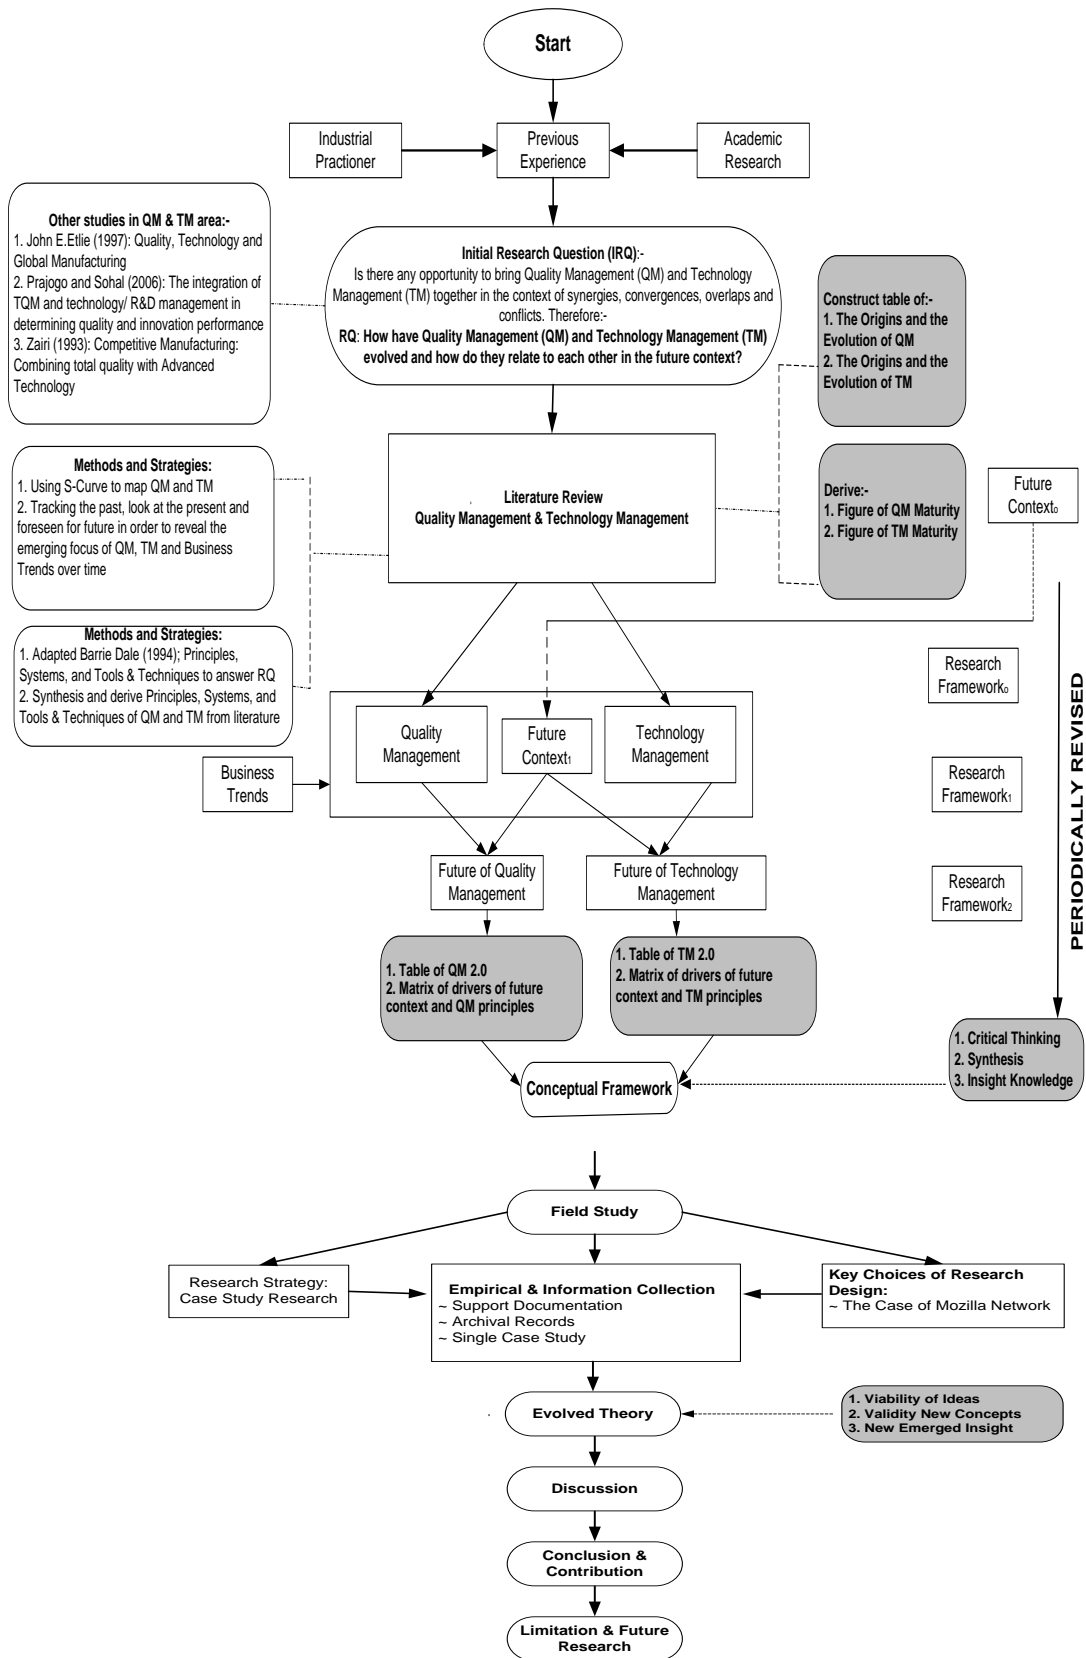 Start
Industrial
Practioner
Previous
Experience
Academic
Research
Other studies in QM & TM area:-
1. John E.Etlie (1997): Quality, Technology and
Global Manufacturing
2. Prajogo and Sohal (2006): The integration of
TQM and technology/ R&D management in
determining quality and innovation performance
3. Zairi (1993): Competitive Manufacturing:
Combining total quality with Advanced
Technology
Initial Research Question (IRQ):-
Is there any opportunity to bring Quality Management (QM) and Technology
Management (TM) together in the context of synergies, convergences, overlaps and
conflicts. Therefore:-
RQ: How have Quality Management (QM) and Technology Management (TM)
evolved and how do they relate to each other in the future context?
Construct table of:-
1. The Origins and the
Evolution of QM
2. The Origins and the
Evolution of TM
Methods and Strategies:
1. Using S-Curve to map QM and TM
2. Tracking the past, look at the present and
foreseen for future in order to reveal the
emerging focus of QM, TM and Business
Trends over time
Literature Review
Quality Management & Technology Management
Derive:-
1. Figure of QM Maturity
2. Figure of TM Maturity
Future
Context0
Methods and Strategies:
1. Adapted Barrie Dale (1994); Principles,
Systems, and Tools & Techniques to answer RQ
2. Synthesis and derive Principles, Systems, and
Tools & Techniques of QM and TM from literature
Research
Framework0
Quality
Management
Future
Context1
Technology
Management
Business
Trends
Research
Framework1
PERIODICALLY REVISED
Future of Quality
Management
Future of Technology
Management
Research
Framework2
1. Table of QM 2.0
2. Matrix of drivers of future
context and QM principles
1. Table of TM 2.0
2. Matrix of drivers of future
context and TM principles
1. Critical Thinking
2. Synthesis
3. Insight Knowledge
Conceptual Framework
Field Study
Research Strategy:
Case Study Research
Empirical & Information Collection
~ Support Documentation
~ Archival Records
~ Single Case Study
Key Choices of Research
Design:
~ The Case of Mozilla Network
Evolved Theory
1. Viability of Ideas
2. Validity New Concepts
3. New Emerged Insight
Discussion
Conclusion &
Contribution
Limitation & Future
Research